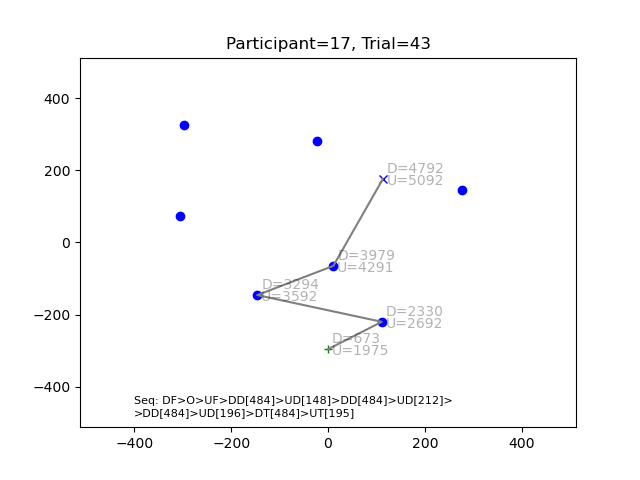 Participant=17, Trial=43
400
200
0
−200
−400
D=4792
U=5092
D=3979
U=4291
D=3294
U=3592
D=2330
U=2692
D=673
U=1975
Seq: DF>O>UF>DD[484]>UD[148]>DD[484]>UD[212]>
>DD[484]>UD[196]>DT[484]>UT[195]
−400 −200 0 200 400